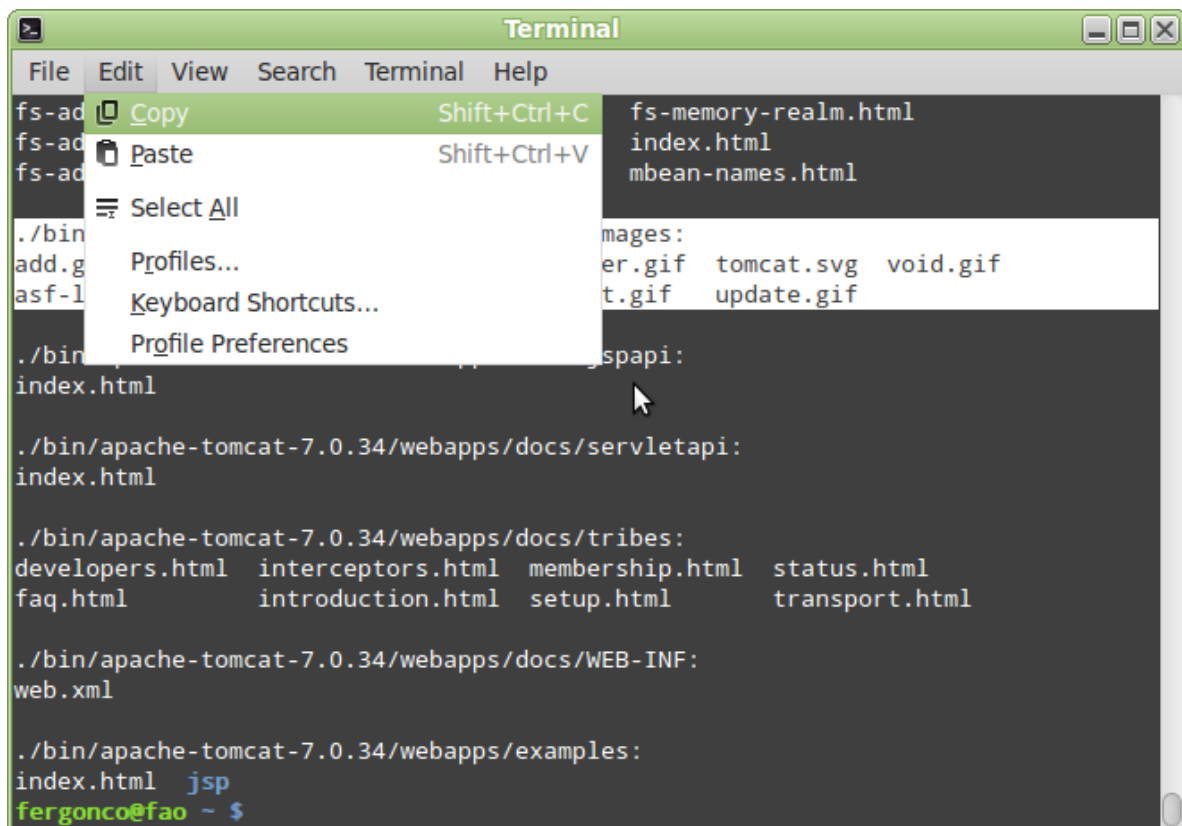 Terminal
File Edit View Search Terminal Help
Copy Shift+Ctrl+C
Paste Shift+Ctrl+V
Select All
Profiles...
Keyboard Shortcuts...
Profile Preferences
fs-ad fs-memory-realm.html
fs-ad index.html
fs-ad mbean-names.html
./bin mages:
add.g er.gif tomcat.svg void.gif
asf-l t.gif update.gif
./bin spapi:
index.html
./bin/apache-tomcat-7.0.34/webapps/docs/servletapi:
index.html
./bin/apache-tomcat-7.0.34/webapps/docs/tribes:
developers.html interceptors.html membership.html status.html
faq.html introduction.html setup.html transport.html
./bin/apache-tomcat-7.0.34/webapps/docs/WEB-INF:
web.xml
./bin/apache-tomcat-7.0.34/webapps/examples:
index.html jsp
fergonco@fao ~ $